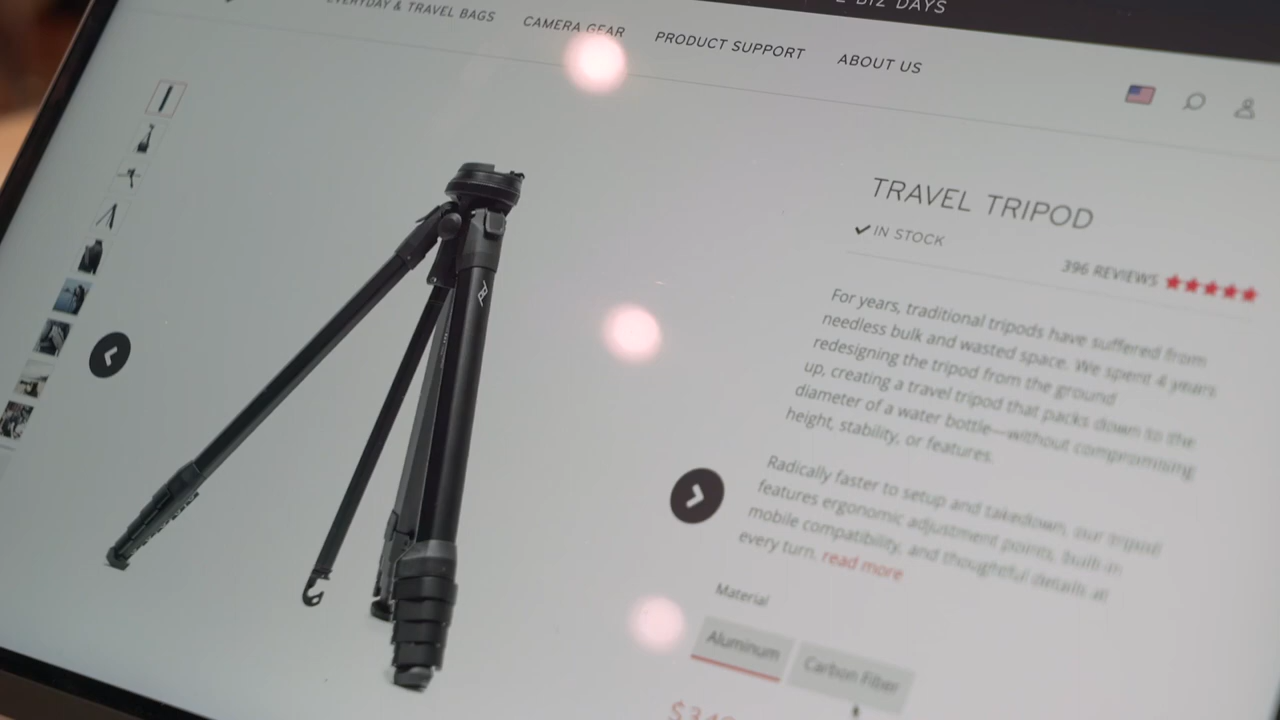 BIZ DAYS
EVERYDAY & TRAVEL BAGS
CAMERA GEAR
PRODUCT SUPPORT
ABOUT US
TRAVEL TRIPOD
IN STOCK
396 REVIEWS
For years, traditional tripods have suffered from
needless bulk and wasted space. We spent 4 years
redesigning the tripod from the ground
up, creating a travel tripod that packs down to the
diameter of a water bottle—without compromising
height, stability, or features.
Radically faster to setup and takedown, our tripod
features ergonomic adjustment points, built-in
mobile compatibility, and thoughtful details at
every turn. read more
Material
Aluminum
Carbon Fiber